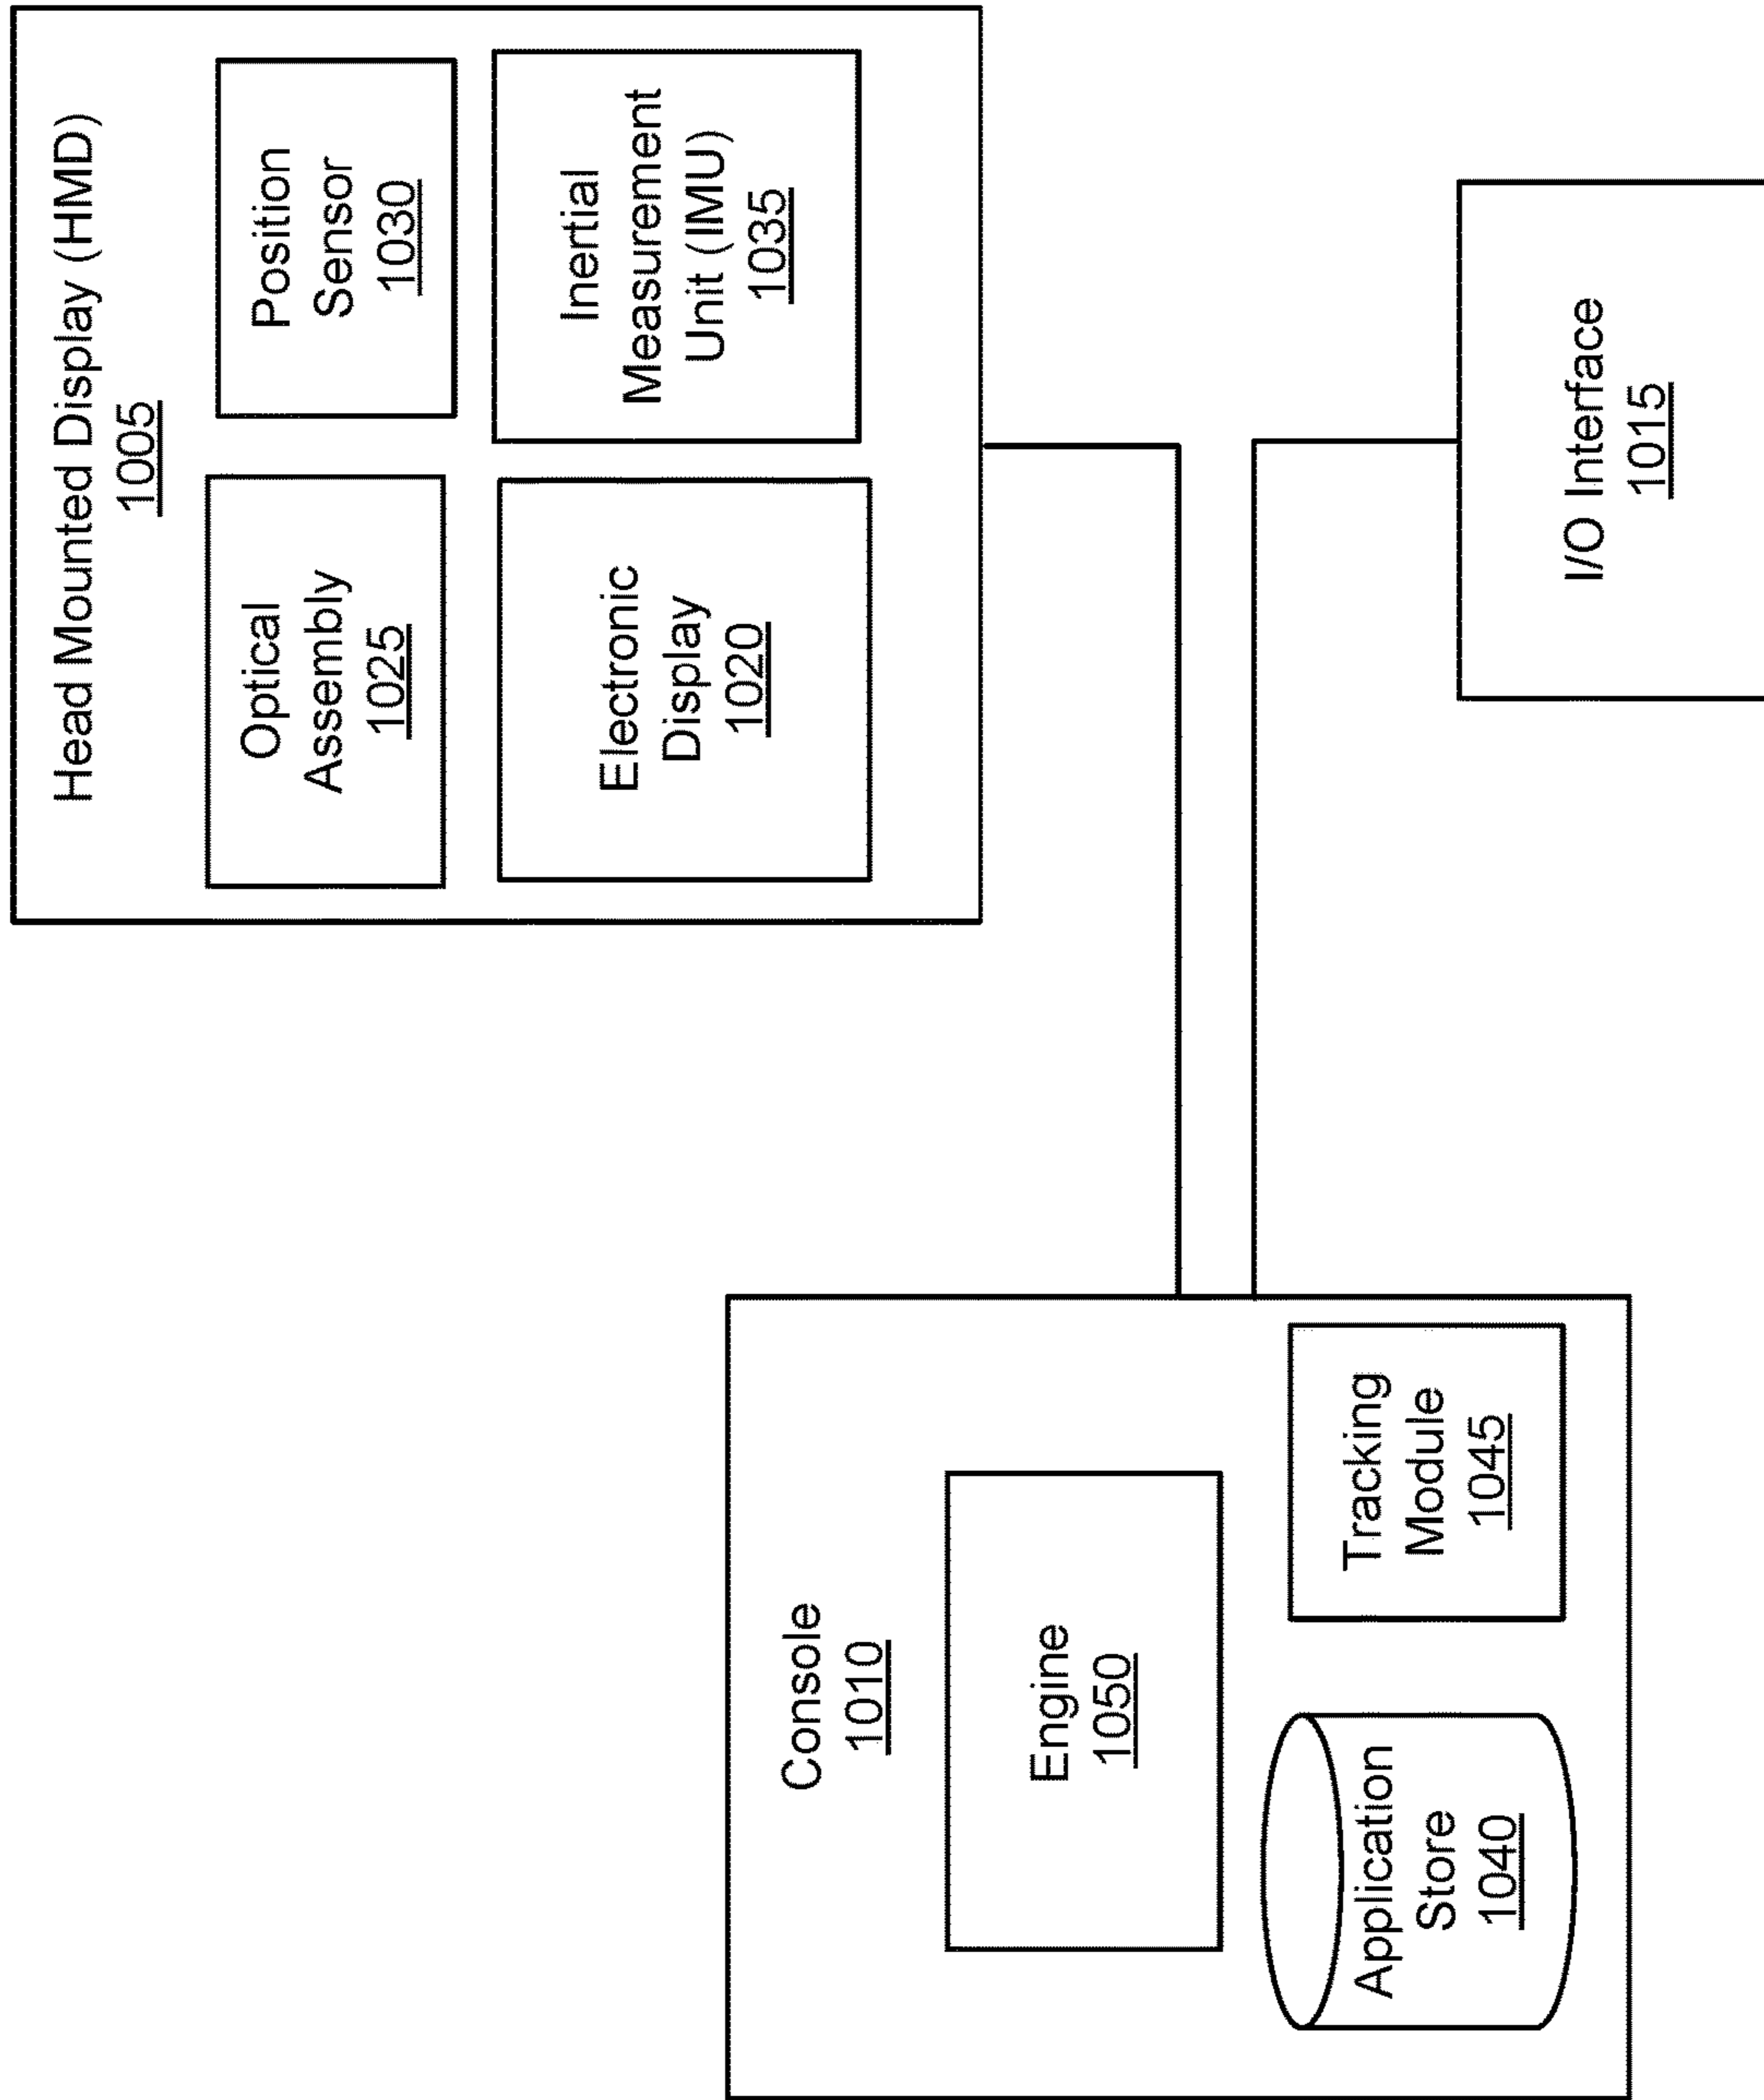 Head Mounted Display (HMD)
1005
Optical
Assembly
1025
Position
Sensor
1030
Electronic
Display
1020
Inertial
Measurement
Unit (IMU)
1035
Console
1010
Engine
1050
Application
Store
1040
Tracking
Module
1045
I/O Interface
1015